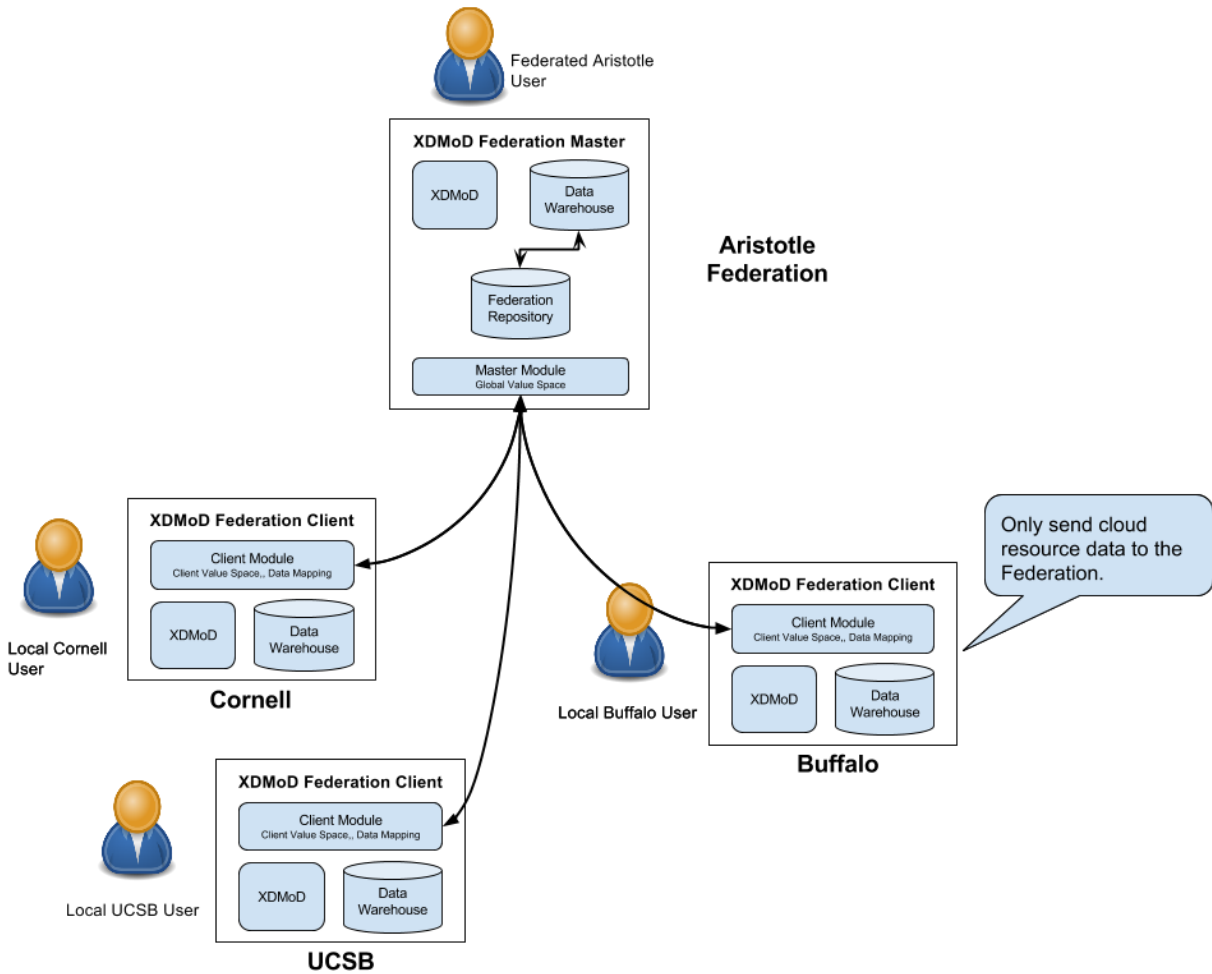 Federated Aristotle
User
XDMoD Federation Master
XDMoD
Data
Warehouse
Federation
Repository
Master Module
Global Value Space
Aristotle
Federation
XDMoD Federation Client
Client Module
Client Value Space,, Data Mapping
XDMoD
Data
Warehouse
Cornell
Local Cornell
User
XDMoD Federation Client
Client Module
Client Value Space,, Data Mapping
XDMoD
Data
Warehouse
Buffalo
Local Buffalo User
Only send cloud
resource data to the
Federation.
XDMoD Federation Client
Client Module
Client Value Space,, Data Mapping
XDMoD
Data
Warehouse
UCSB
Local UCSB User